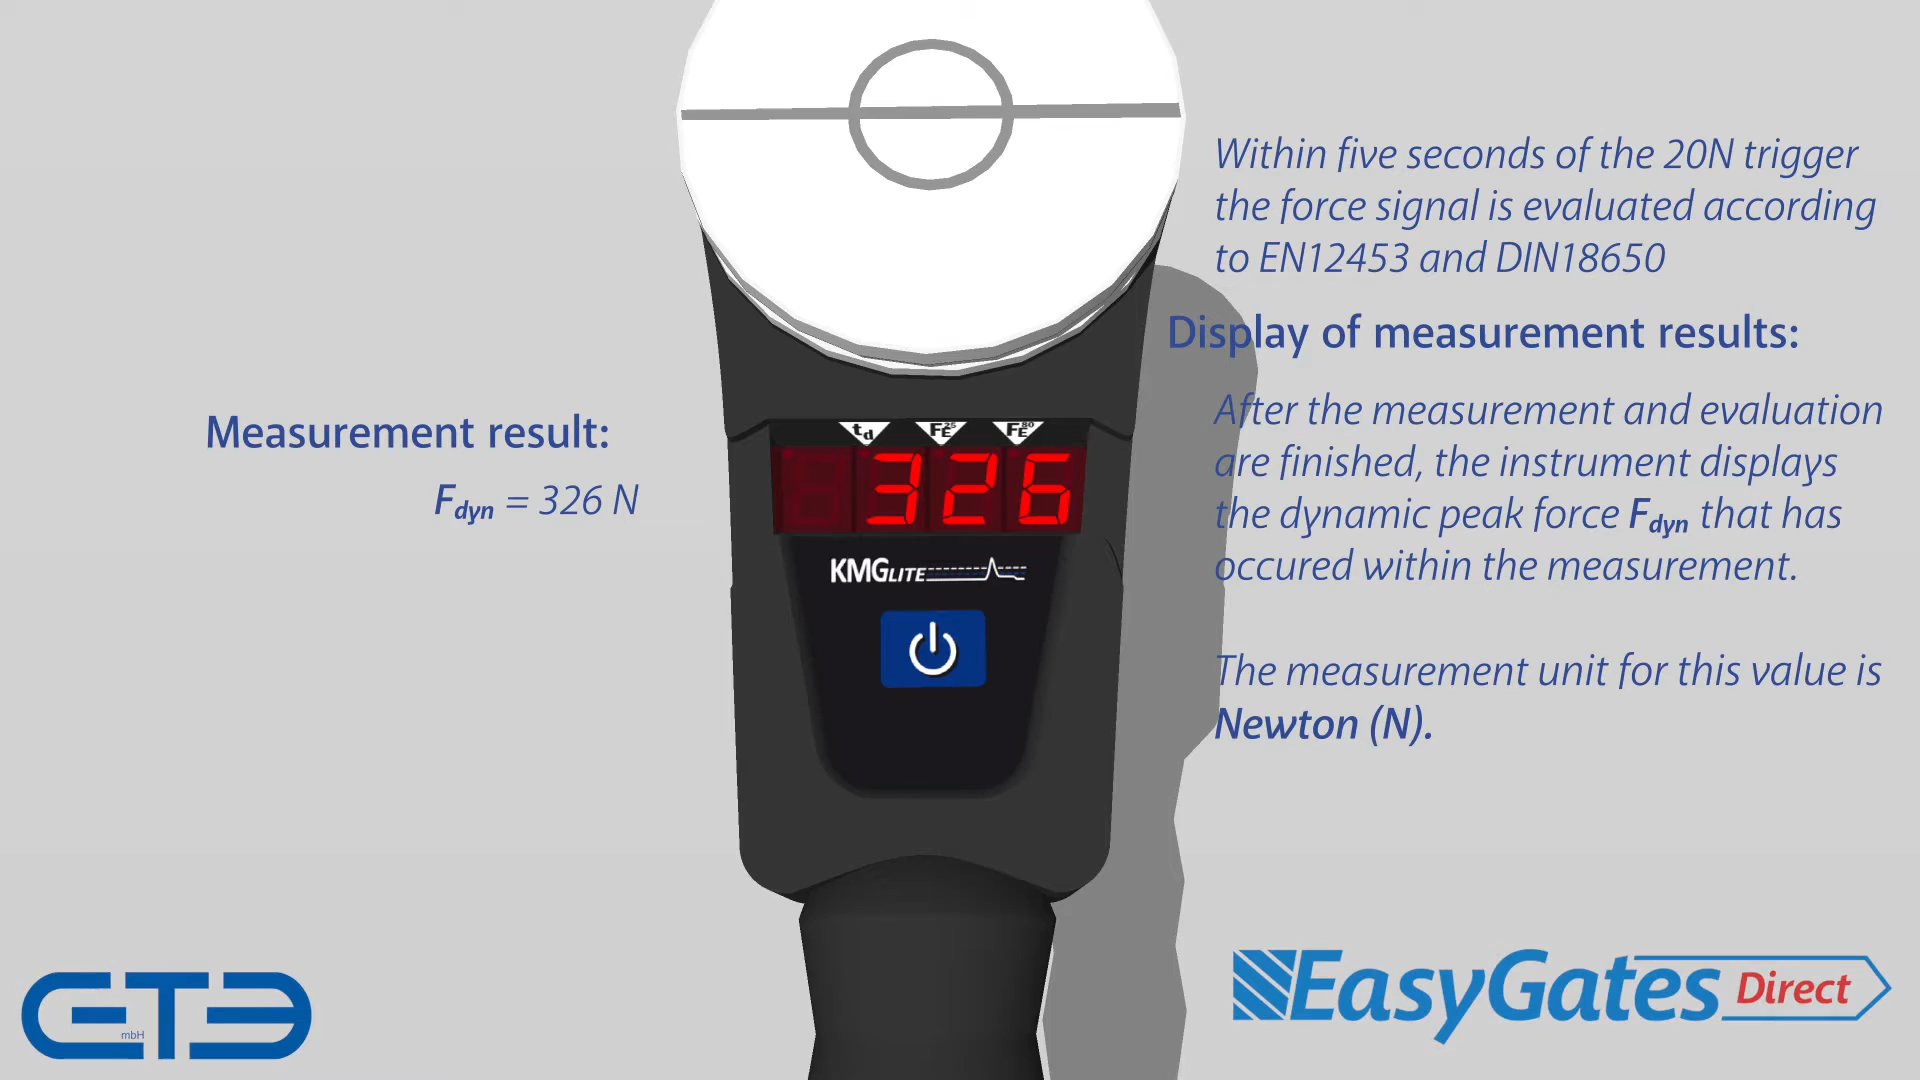 Within five seconds of the 20N trigger
the force signal is evaluated according
to EN12453 and DIN18650
Display of measurement results:
After the measurement and evaluation
are finished, the instrument displays
the dynamic peak force Fdyn that has
occured within the measurement.
The measurement unit for this value is
Newton (N).
Measurement result:
Fdyn = 326 N
td FE25 FE80
326
KMGLITE
GTE
mbH
EasyGates Direct